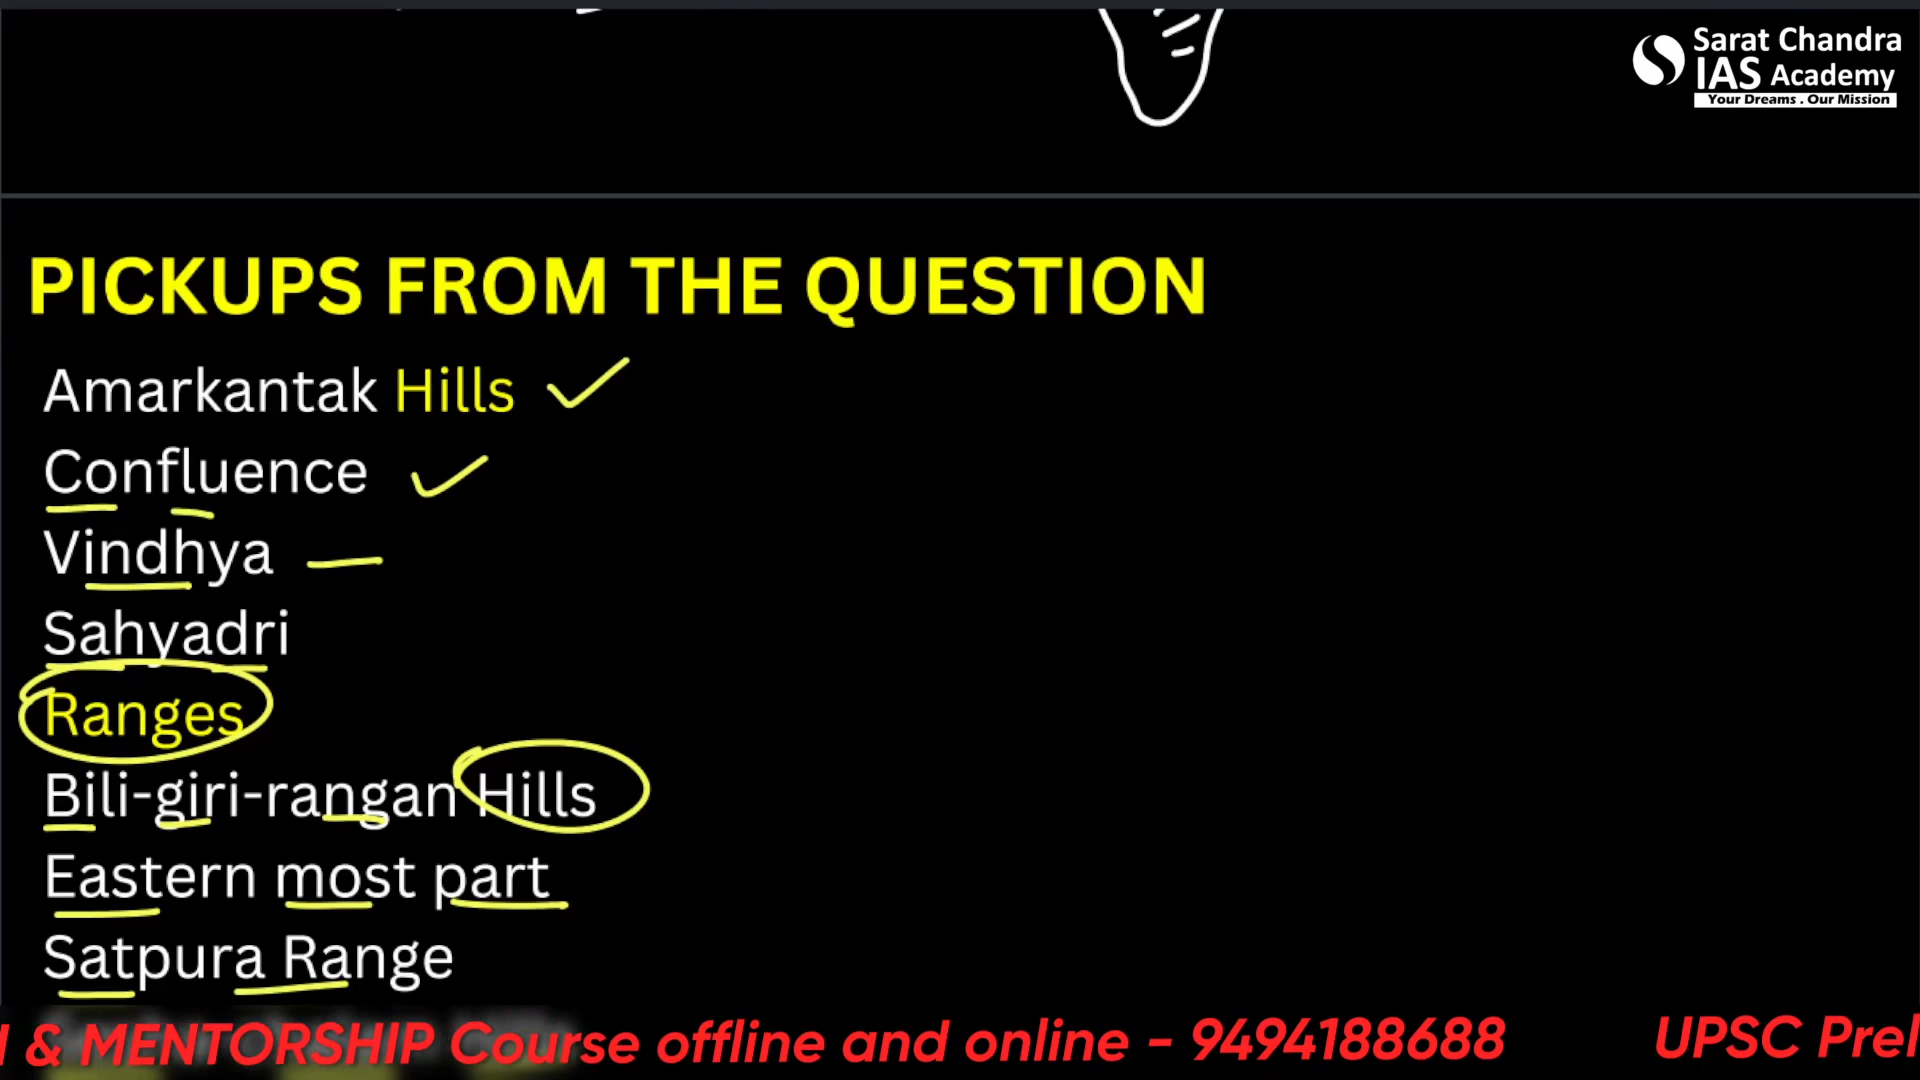 Sarat Chandra
IAS Academy
Your Dreams . Our Mission
PICKUPS FROM THE QUESTION
Amarkantak Hills
Confluence
Vindhya
Sahyadri
Ranges
Bili-giri-rangan Hills
Eastern most part
Satpura Range
& MENTORSHIP Course offline and online - 9494188688 UPSC Prel